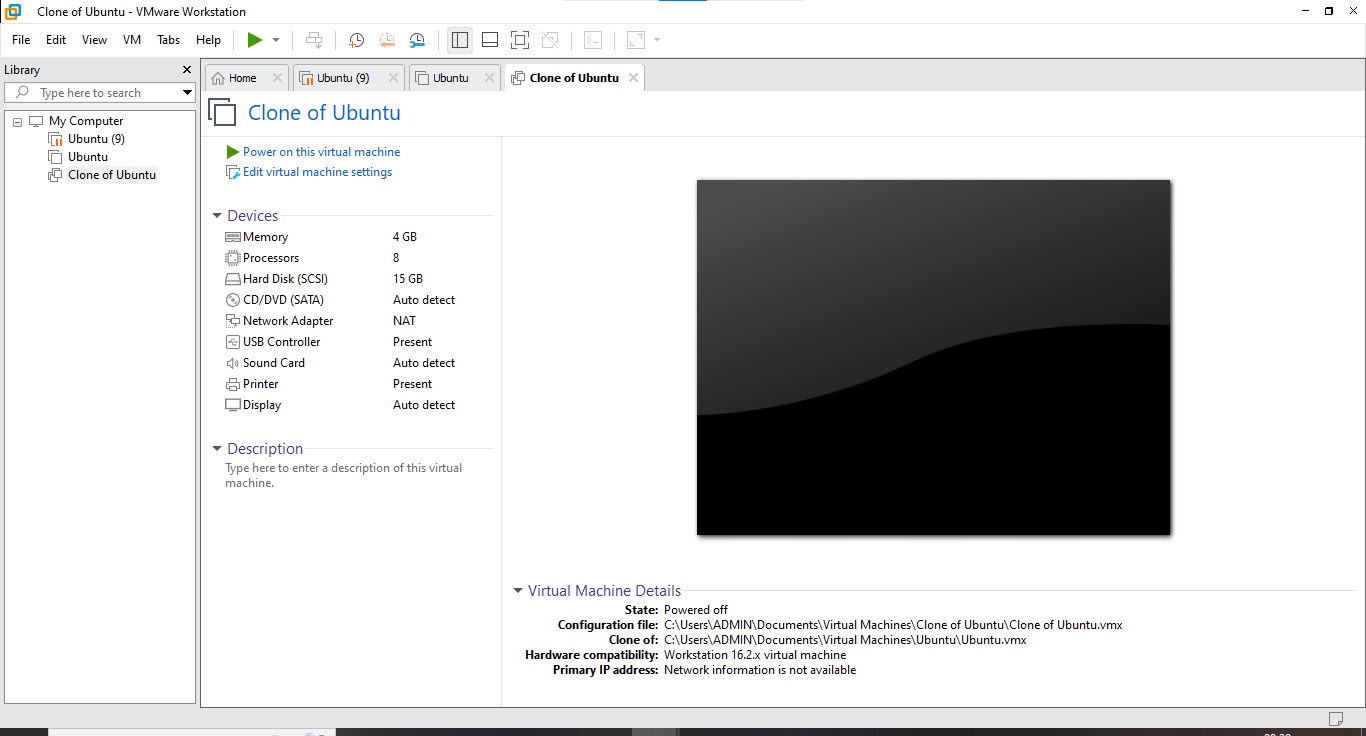 Clone of Ubuntu - VMware Workstation
File Edit View VM Tabs Help
Library
Type here to search
My Computer
Ubuntu (9)
Ubuntu
Clone of Ubuntu
Home Ubuntu (9) Ubuntu Clone of Ubuntu
Clone of Ubuntu
Power on this virtual machine
Edit virtual machine settings
Devices
Memory 4 GB
Processors 8
Hard Disk (SCSI) 15 GB
CD/DVD (SATA) Auto detect
Network Adapter NAT
USB Controller Present
Sound Card Auto detect
Printer Present
Display Auto detect
Description
Type here to enter a description of this virtual
machine.
Virtual Machine Details
State: Powered off
Configuration file: C:\Users\ADMIN\Documents\Virtual Machines\Clone of Ubuntu\Clone of Ubuntu.vmx
Clone of: C:\Users\ADMIN\Documents\Virtual Machines\Ubuntu\Ubuntu.vmx
Hardware compatibility: Workstation 16.2.x virtual machine
Primary IP address: Network information is not available